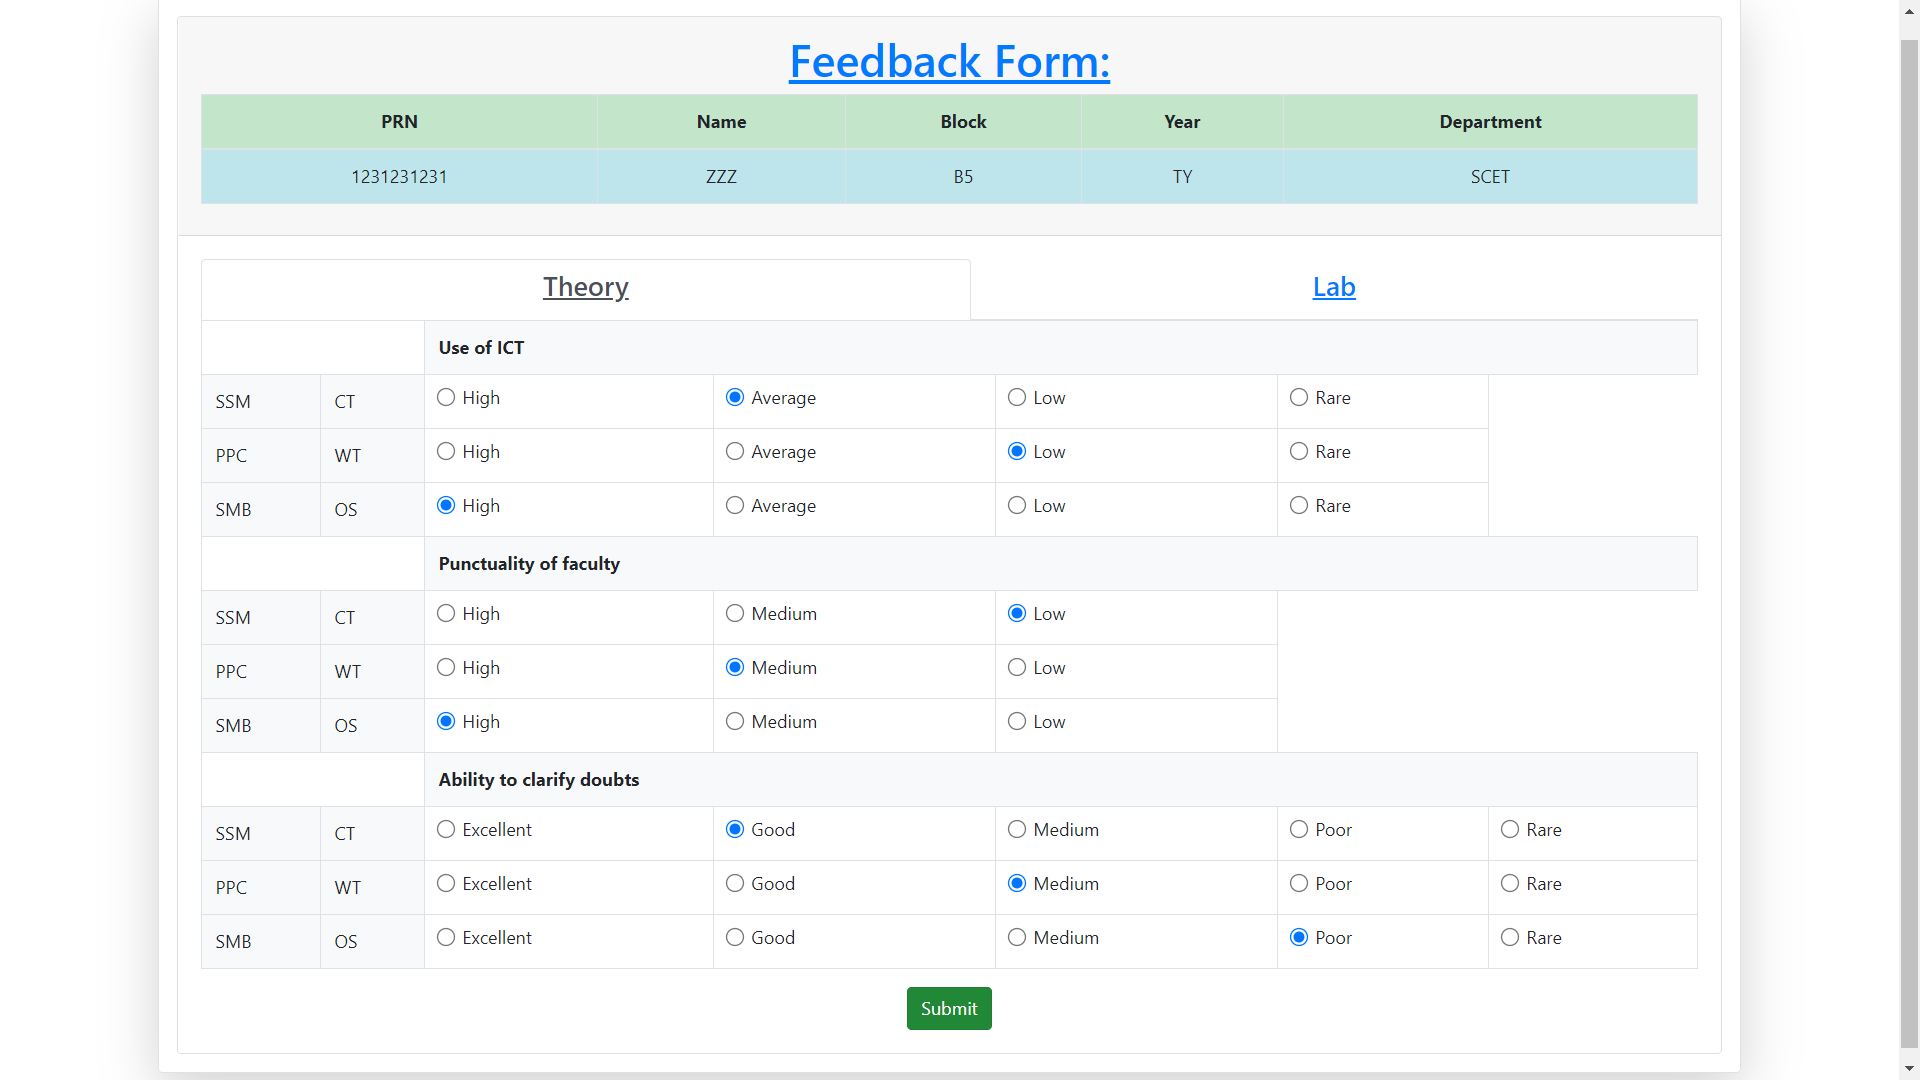 Feedback Form:
PRN Name Block Year Department
1231231231 ZZZ B5 TY SCET
Theory Lab
Use of ICT
SSM CT High Average Low Rare
PPC WT High Average Low Rare
SMB OS High Average Low Rare
Punctuality of faculty
SSM CT High Medium Low
PPC WT High Medium Low
SMB OS High Medium Low
Ability to clarify doubts
SSM CT Excellent Good Medium Poor Rare
PPC WT Excellent Good Medium Poor Rare
SMB OS Excellent Good Medium Poor Rare
Submit